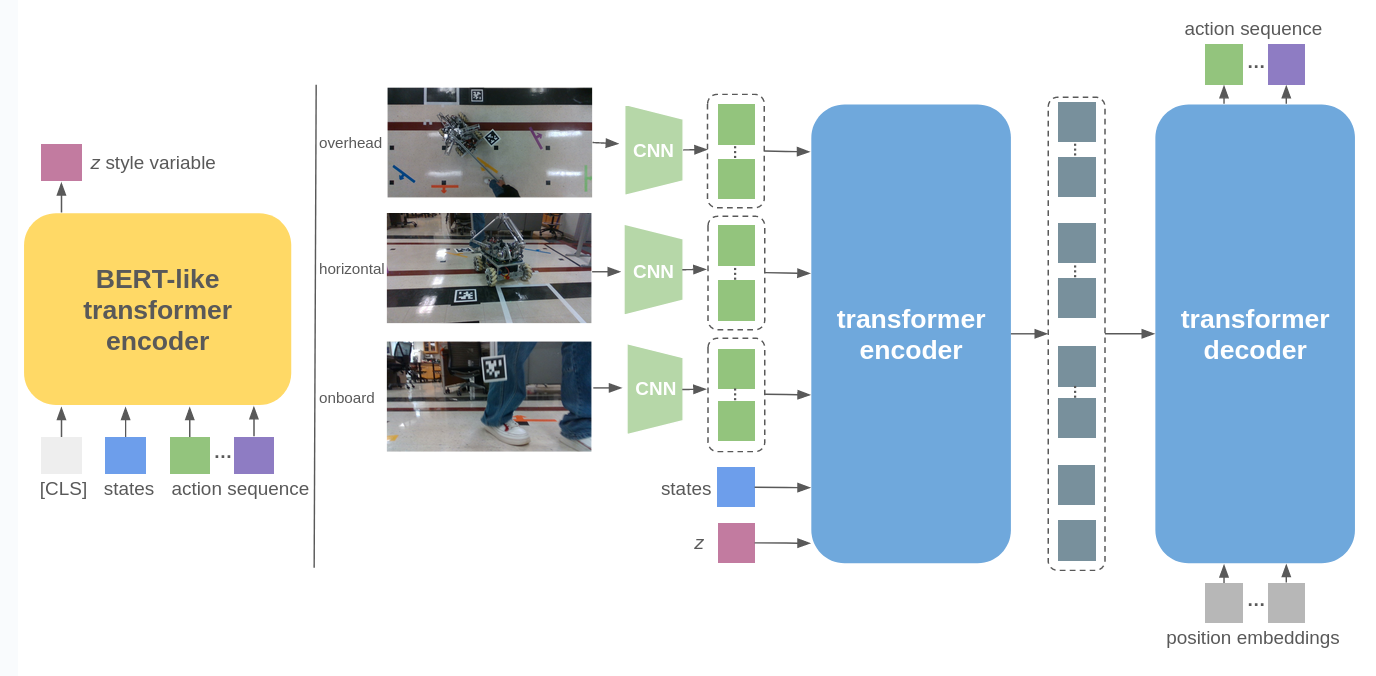 z style variable
BERT-like
transformer
encoder
...
[CLS]
states
action sequence
overhead
horizontal
onboard
CNN
CNN
CNN
states
z
transformer
encoder
action sequence
...
transformer
decoder
...
position embeddings